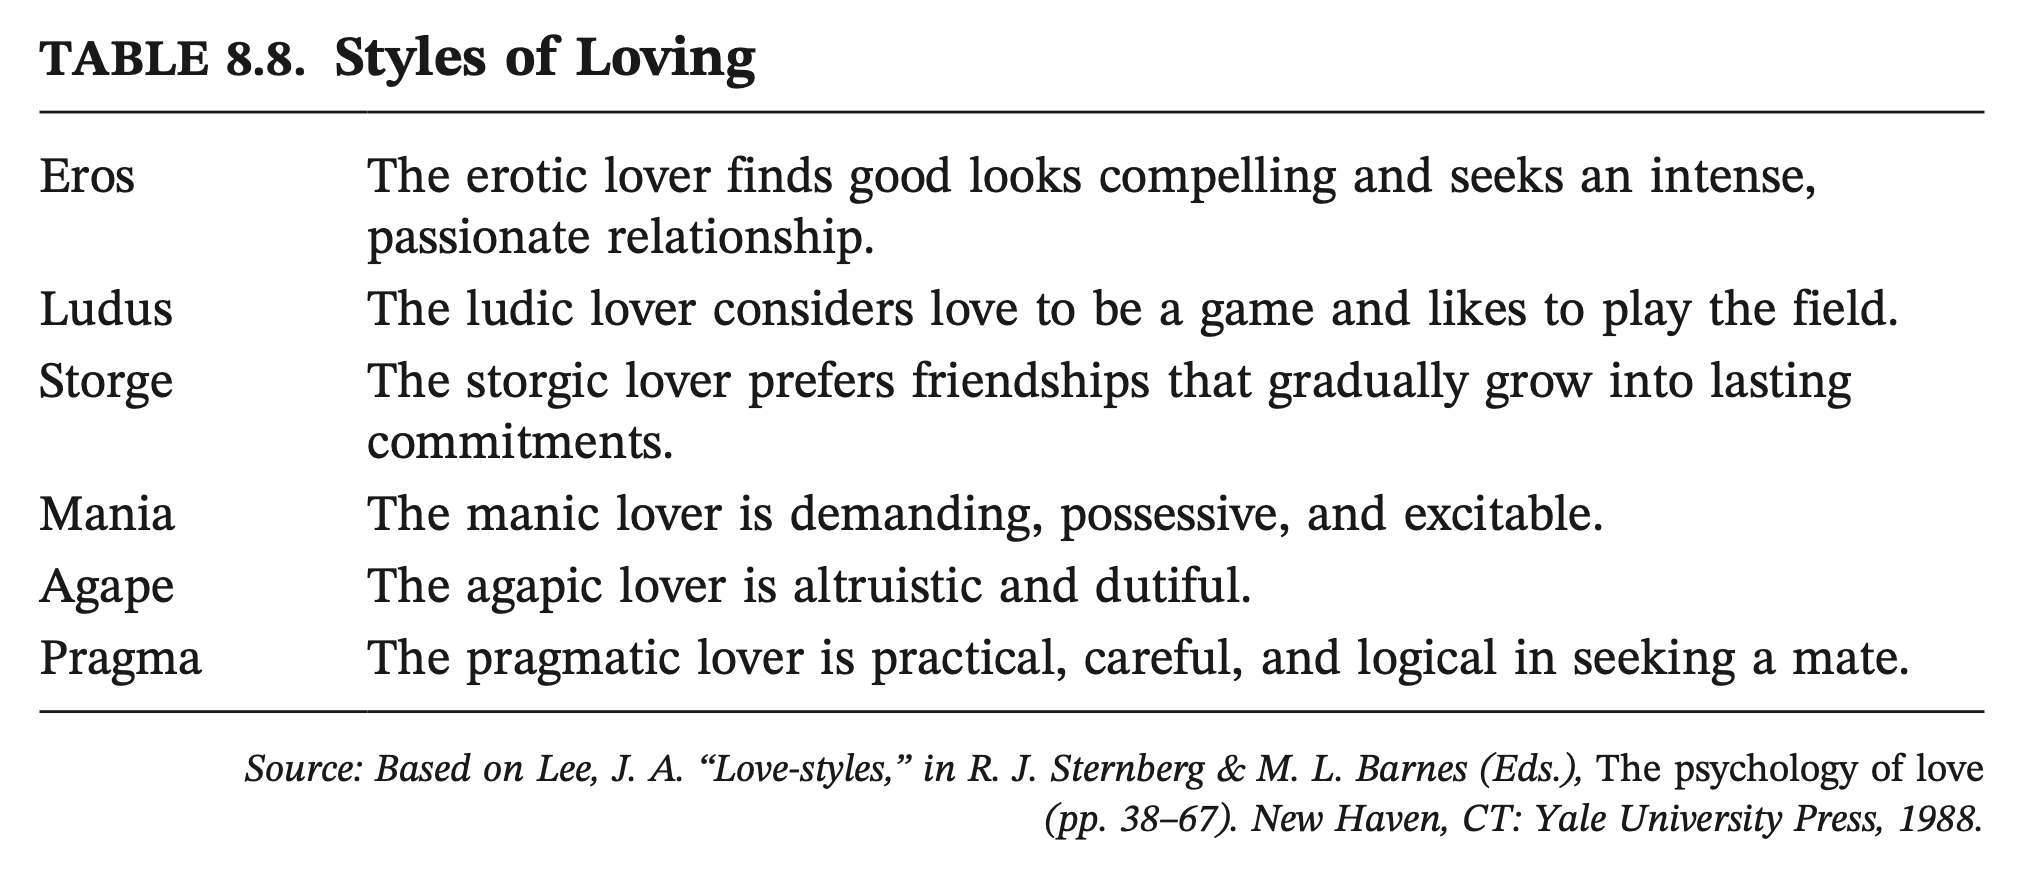 TABLE 8.8. Styles of Loving
Eros The erotic lover finds good looks compelling and seeks an intense,
passionate relationship.
Ludus The ludic lover considers love to be a game and likes to play the field.
Storge The storgic lover prefers friendships that gradually grow into lasting
commitments.
Mania The manic lover is demanding, possessive, and excitable.
Agape The agapic lover is altruistic and dutiful.
Pragma The pragmatic lover is practical, careful, and logical in seeking a mate.
Source: Based on Lee, J. A. “Love-styles,” in R. J. Sternberg & M. L. Barnes (Eds.), The psychology of love
(pp. 38–67). New Haven, CT: Yale University Press, 1988.